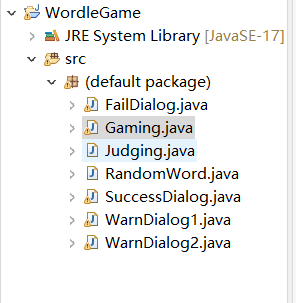 WordleGame
JRE System Library [JavaSE-17]
src
(default package)
FailDialog.java
Gaming.java
Judging.java
RandomWord.java
SuccessDialog.java
WarnDialog1.java
WarnDialog2.java